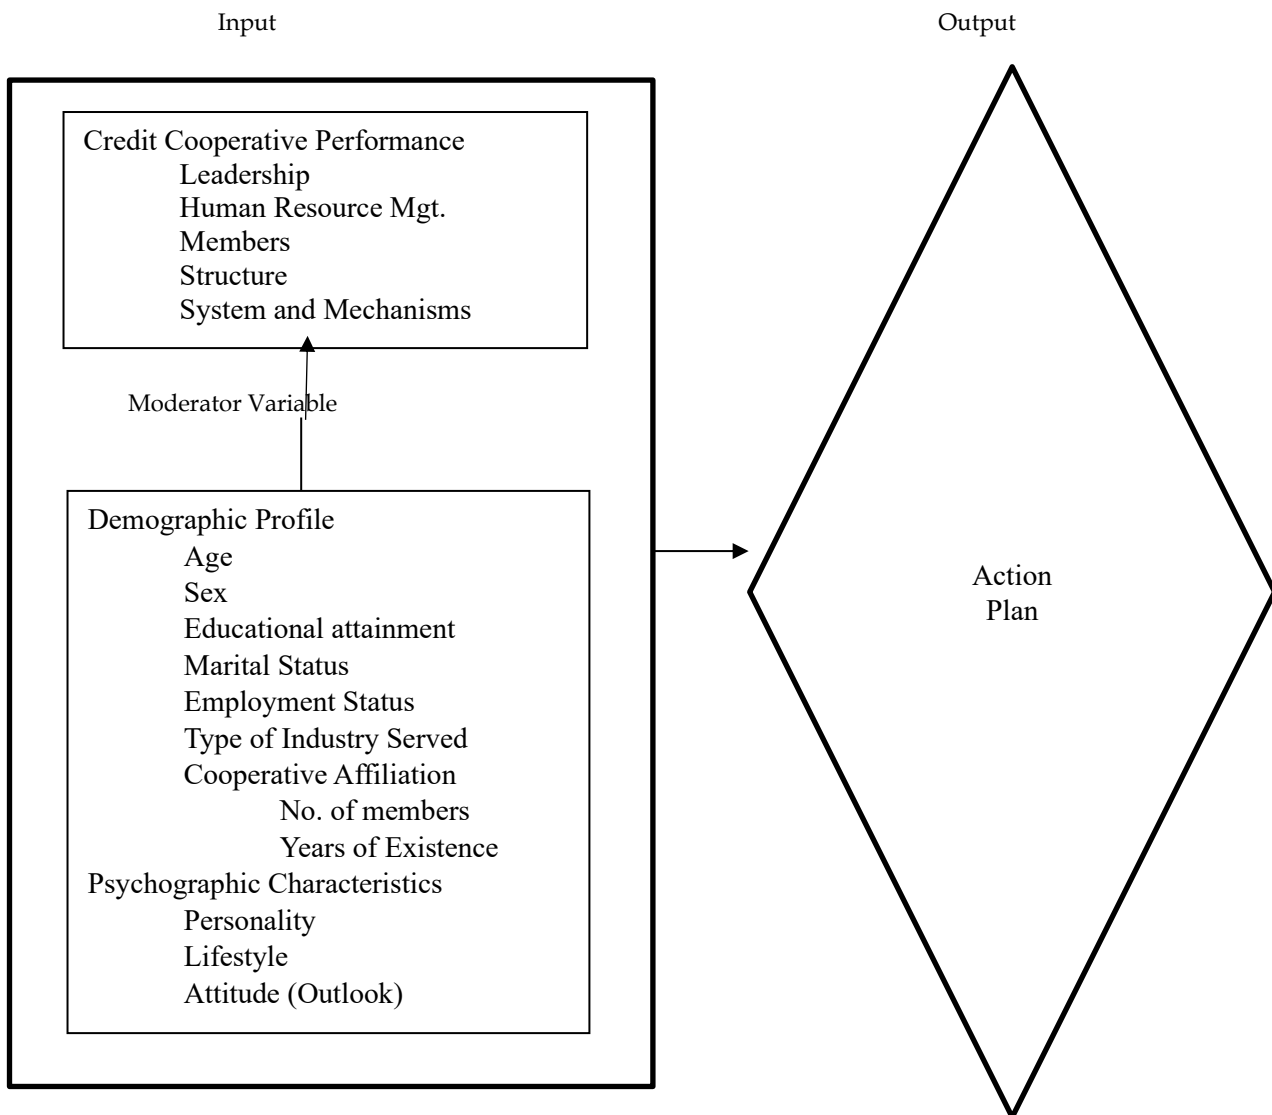 Input
Output
Credit Cooperative Performance
Leadership
Human Resource Mgt.
Members
Structure
System and Mechanisms
Moderator Variable
Demographic Profile
Age
Sex
Educational attainment
Marital Status
Employment Status
Type of Industry Served
Cooperative Affiliation
No. of members
Years of Existence
Psychographic Characteristics
Personality
Lifestyle
Attitude (Outlook)
Action
Plan